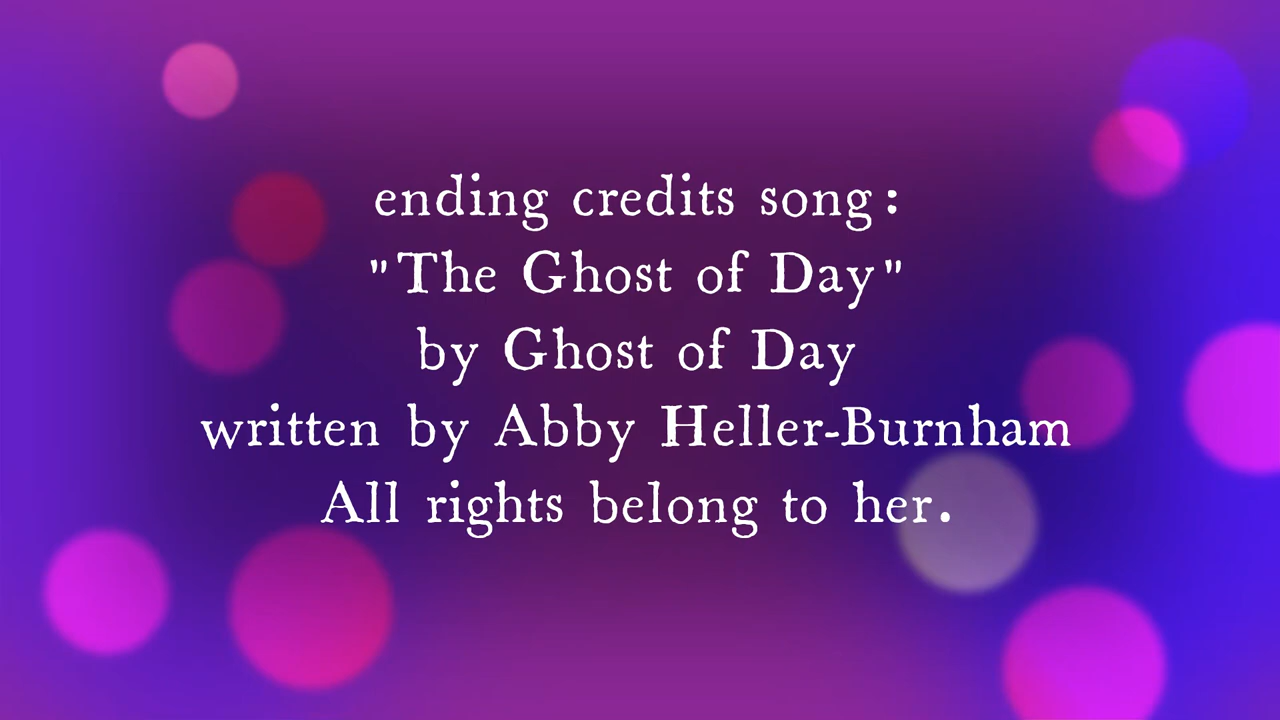 ending credits song:
"The Ghost of Day"
by Ghost of Day
written by Abby Heller-Burnham
All rights belong to her.